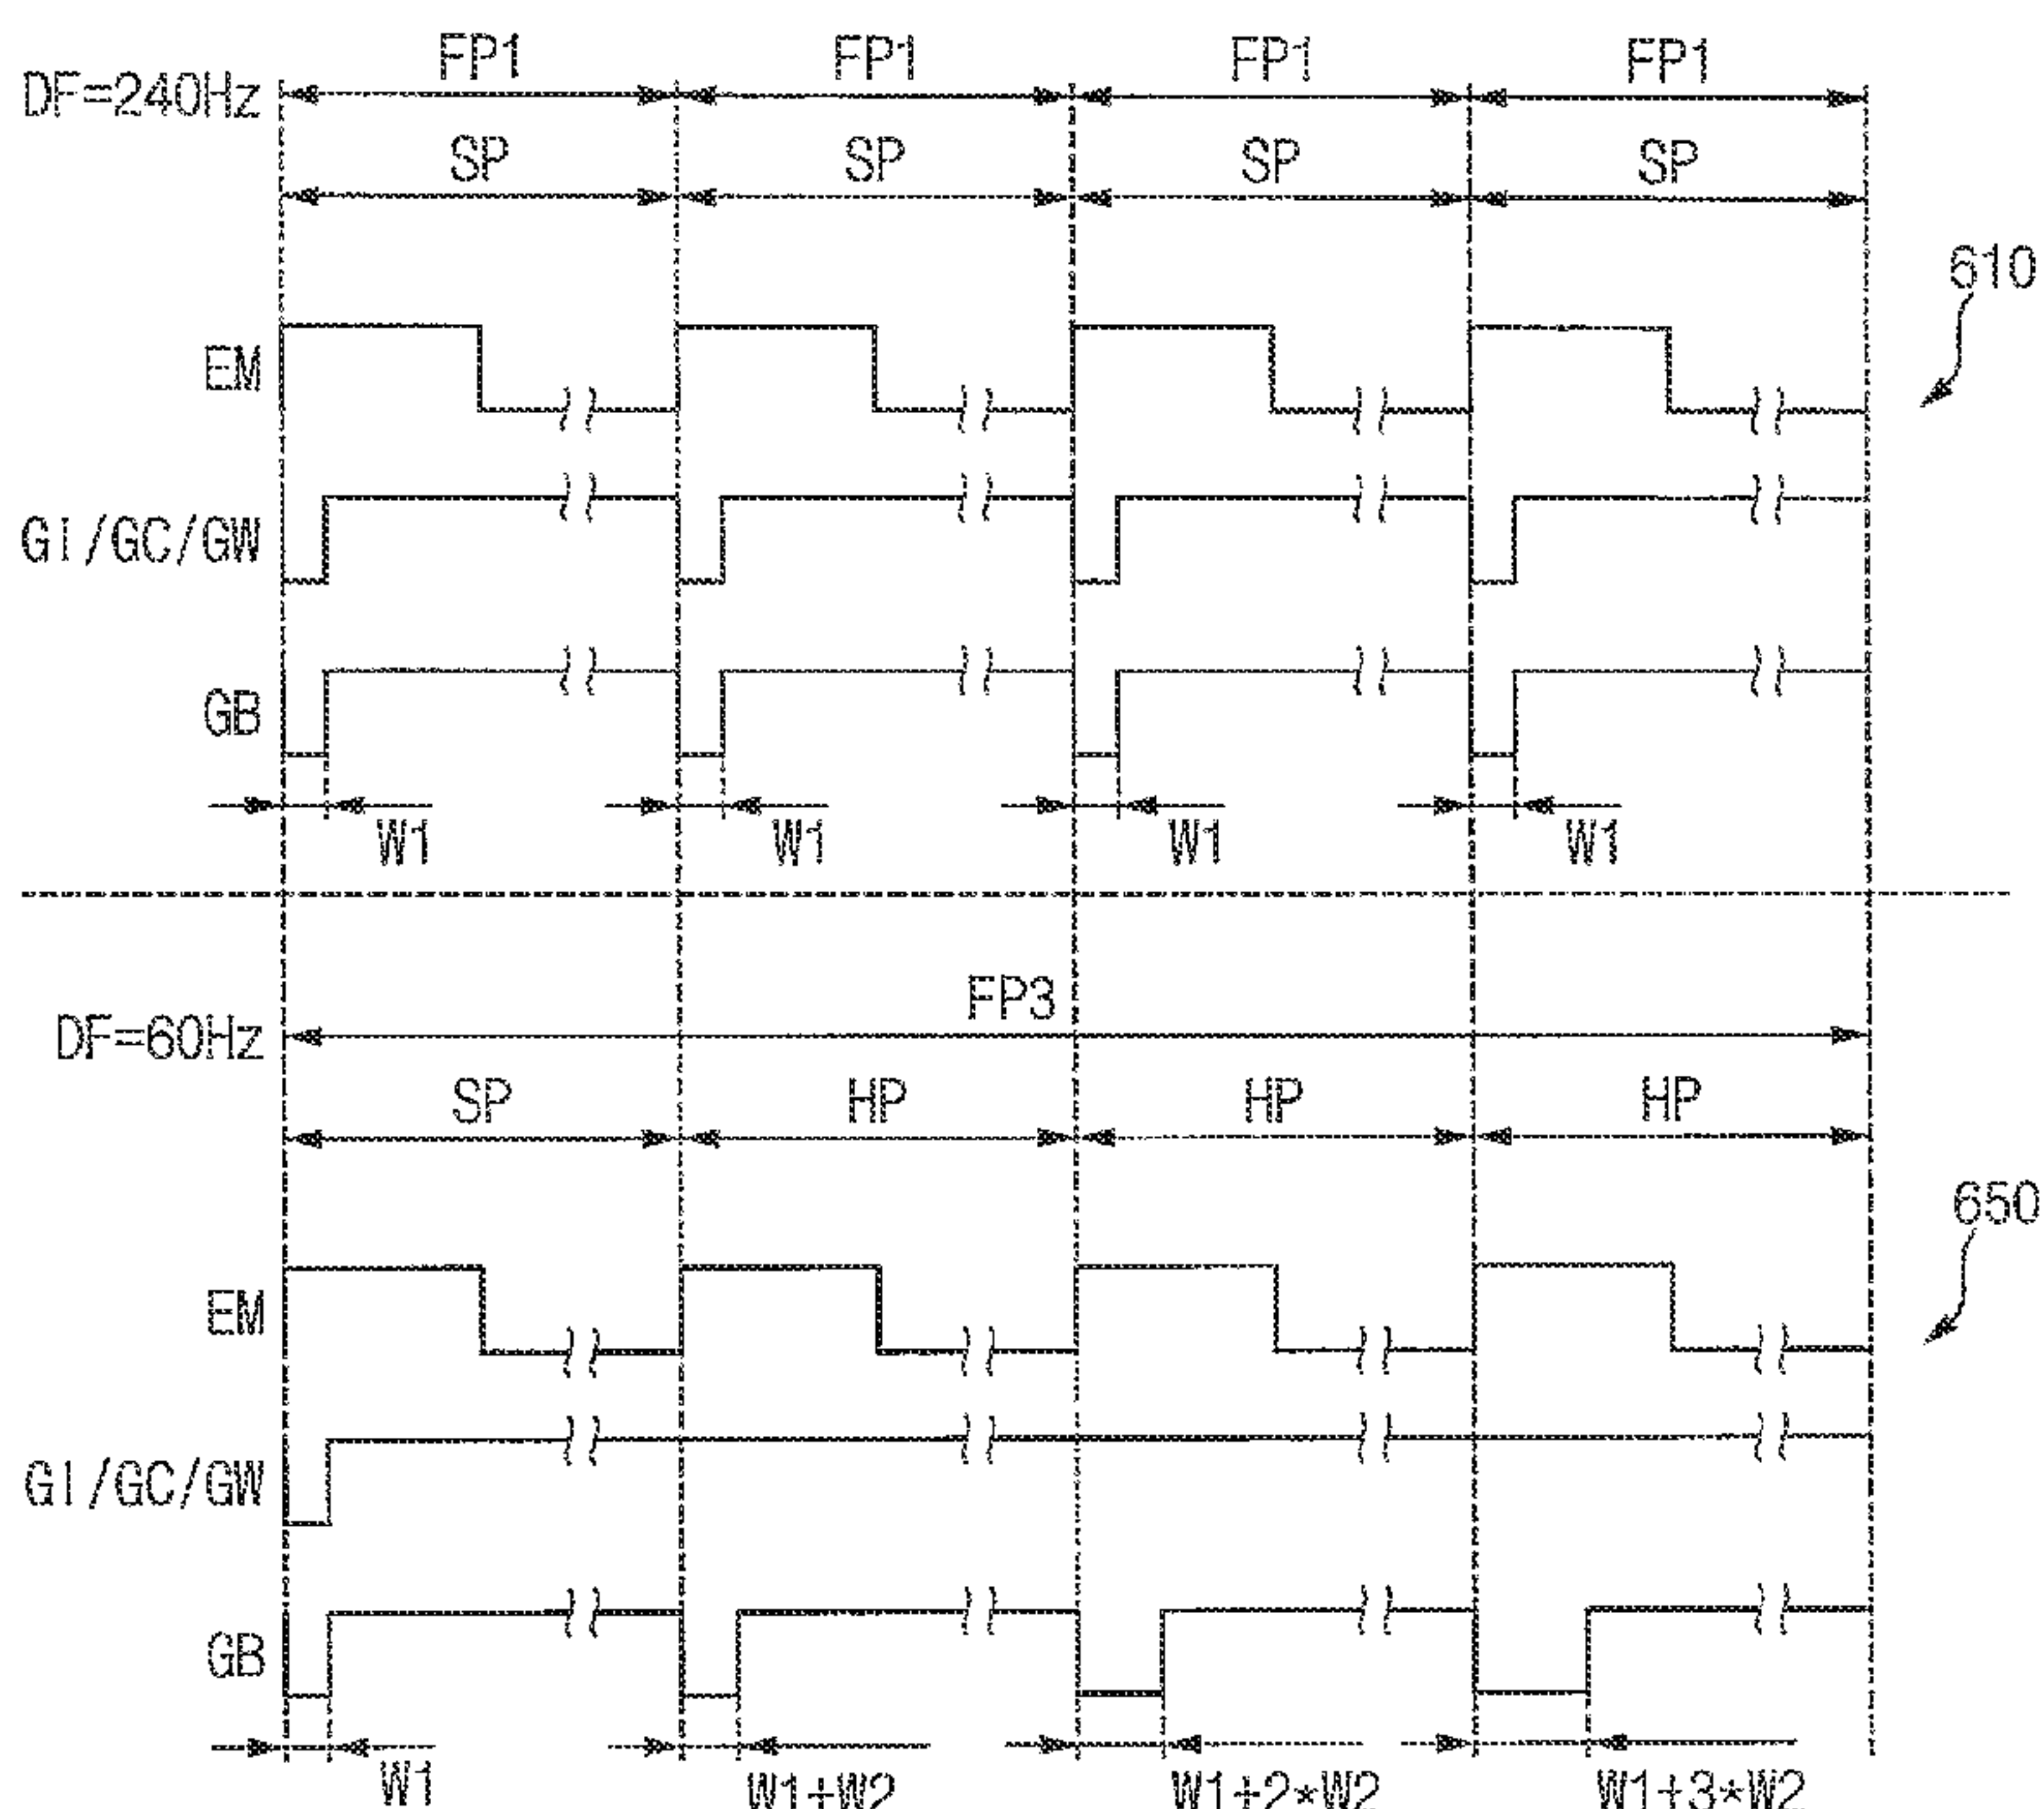 FP1 FP1 FP1 FP1
DF=240Hz
SP SP SP SP
610
EM
GI/GC/GW
GB
W1 W1 W1 W1
FP3
DF=60Hz
SP HP HP HP
650
EM
GI/GC/GW
GB
W1 W1+W2 W1+2*W2 W1+3*W2